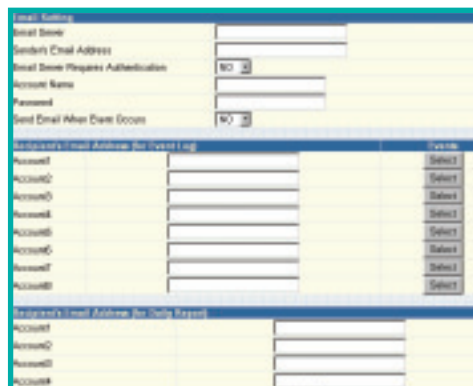 Email Setting
Email Server
Sender's Email Address
Email Server Requires Authentication NO
Account Name
Password
Send Email When Event Occurs NO
Recipient's Email Address (for Event Log) Events
Account1 Select
Account2 Select
Account3 Select
Account4 Select
Account5 Select
Account6 Select
Account7 Select
Account8 Select
Recipient's Email Address (for Daily Report)
Account1
Account2
Account3
Account4